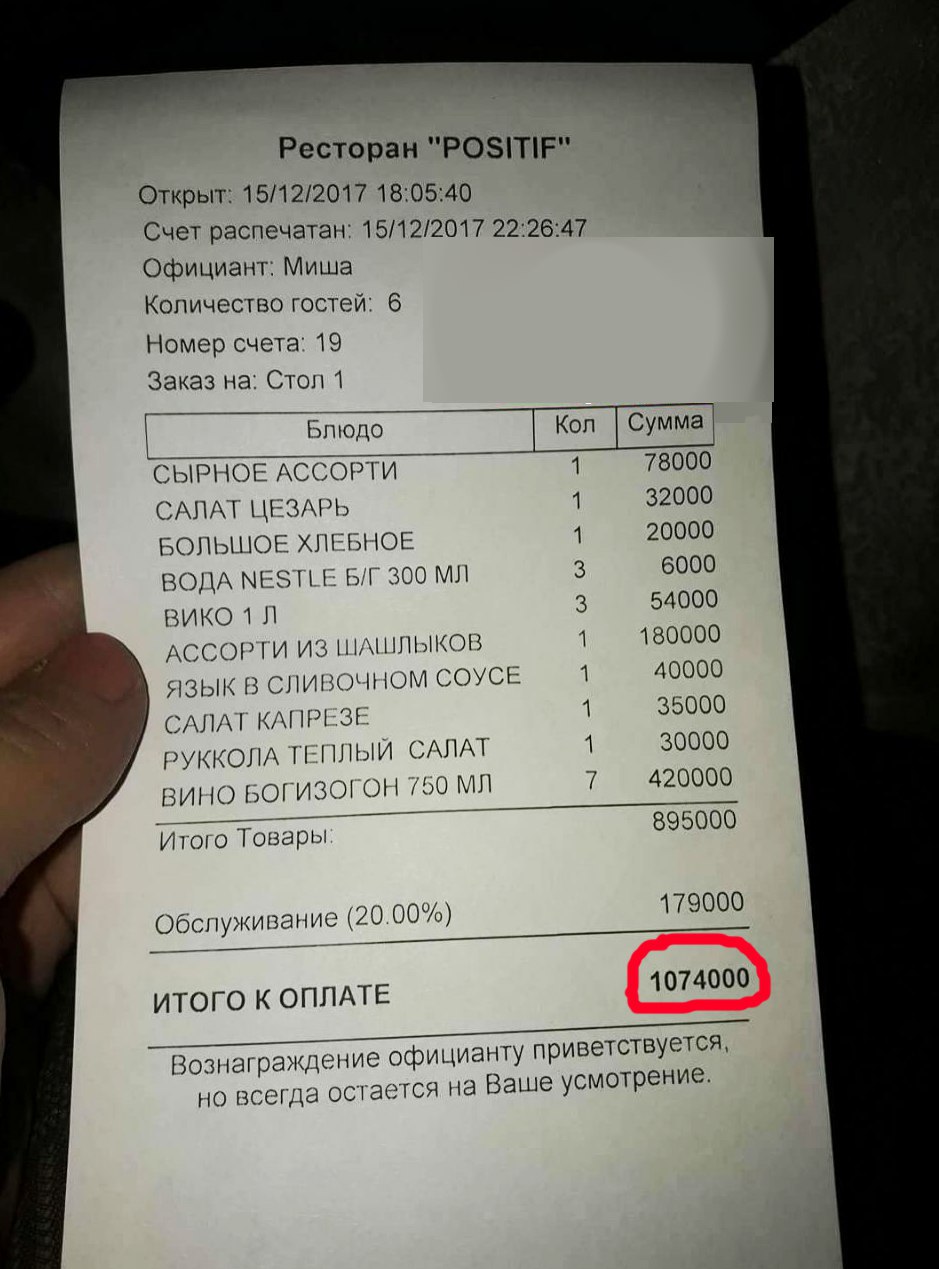 Ресторан "POSITIF"
Открыт: 15/12/2017 18:05:40
Счет распечатан: 15/12/2017 22:26:47
Официант: Миша
Количество гостей: 6
Номер счета: 19
Заказ на: Стол 1
Блюдо Кол Сумма
СЫРНОЕ АССОРТИ 1 78000
САЛАТ ЦЕЗАРЬ 1 32000
БОЛЬШОЕ ХЛЕБНОЕ 1 20000
ВОДА NESTLE Б/Г 300 МЛ 3 6000
ВИКО 1 Л 3 54000
АССОРТИ ИЗ ШАШЛЫКОВ 1 180000
ЯЗЫК В СЛИВОЧНОМ СОУСЕ 1 40000
САЛАТ КАПРЕЗЕ 1 35000
РУККОЛА ТЕПЛЫЙ САЛАТ 1 30000
ВИНО БОГИЗОГОН 750 МЛ 7 420000
Итого Товары: 895000
Обслуживание (20.00%) 179000
ИТОГО К ОПЛАТЕ 1074000
Вознаграждение официанту приветствуется,
но всегда остается на Ваше усмотрение.